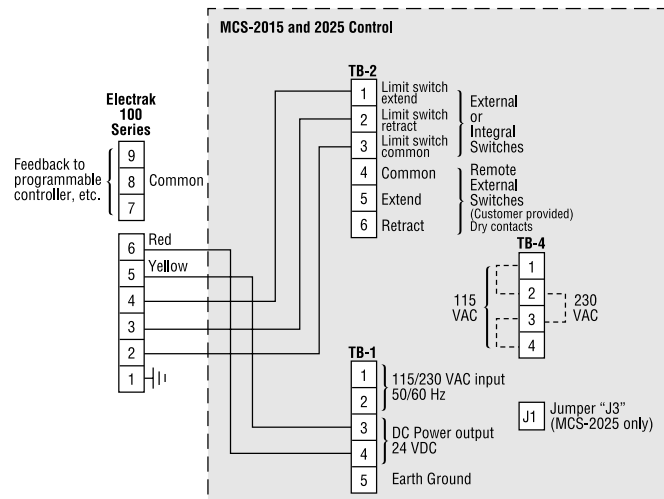 MCS-2015 and 2025 Control
Electrak
100
Series
9
8
7
Common
Feedback to
programmable
controller, etc.
6
5
4
3
2
1
Red
Yellow
TB-2
1
2
3
4
5
6
Limit switch
extend
Limit switch
retract
Limit switch
common
Common
Extend
Retract
External
or
Integral
Switches
Remote
External
Switches
(Customer provided)
Dry contacts
TB-4
1
2
3
4
115
VAC
230
VAC
TB-1
1
2
3
4
5
115/230 VAC input
50/60 Hz
DC Power output
24 VDC
Earth Ground
J1
Jumper “J3”
(MCS-2025 only)